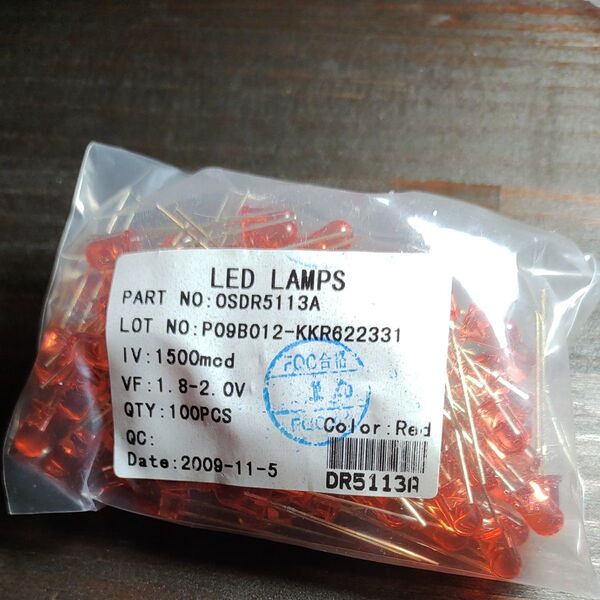 LED LAMPS
PART NO:OSDR5113A
LOT NO:P09B012-KKR622331
IV:1500mcd
VF:1.8-2.0V
QTY:100PCS
Color:Red
QC:
Date:2009-11-5
DR5113A